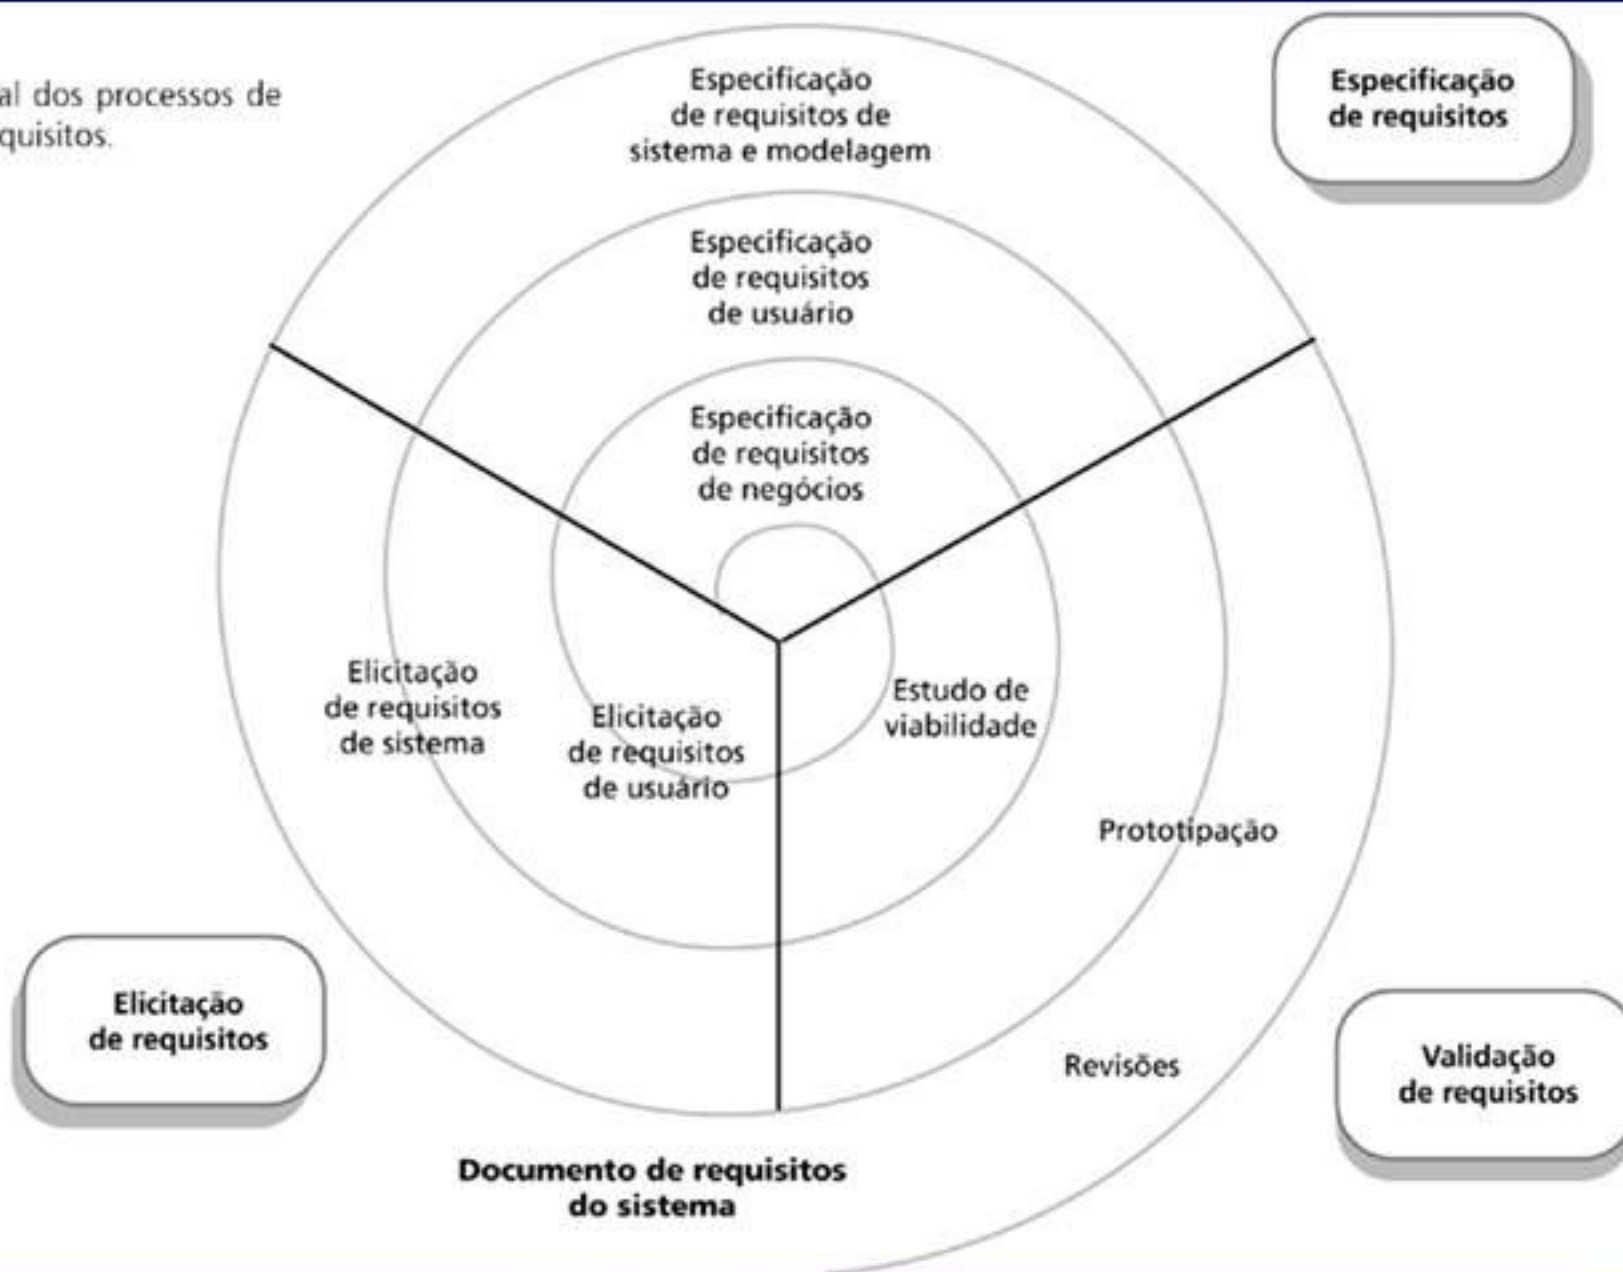 al dos processos de
quisitos.
Especificação
de requisitos de
sistema e modelagem
Especificação
de requisitos
Especificação
de requisitos
de usuário
Especificação
de requisitos
de negócios
Elicitação
de requisitos
de sistema
Elicitação
de requisitos
de usuário
Estudo de
viabilidade
Prototipação
Revisões
Elicitação
de requisitos
Validação
de requisitos
Documento de requisitos
do sistema